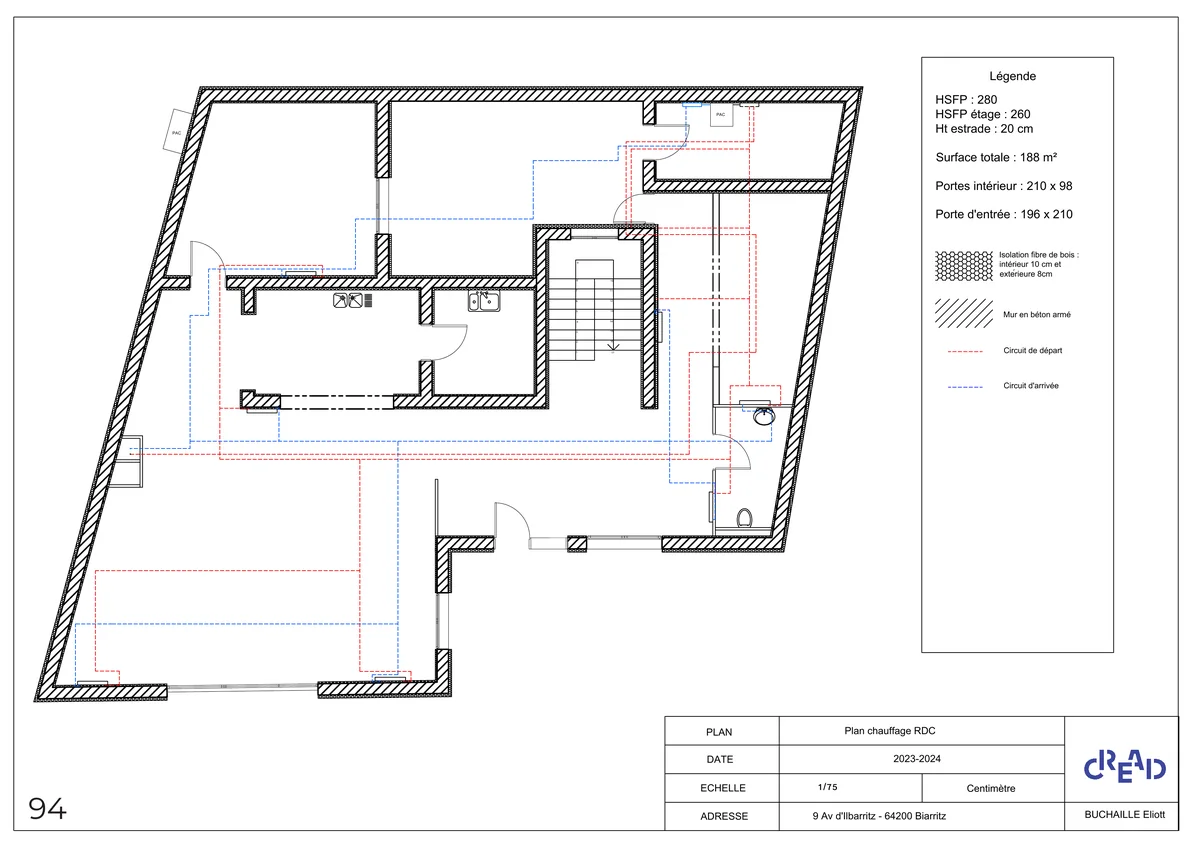 PAC
PAC
Légende
HSFP : 280
HSFP étage : 260
Ht estrade : 20 cm
Surface totale : 188 m²
Portes intérieur : 210 x 98
Porte d'entrée : 196 x 210
Isolation fibre de bois :
intérieur 10 cm et
exterieure 8cm
Mur en béton armé
Circuit de départ
Circuit d'arrivée
PLAN Plan chauffage RDC
DATE 2023-2024
ECHELLE 1/75 Centimètre
ADRESSE 9 Av d'Ilbarritz - 64200 Biarritz
CREAD
BUCHAILLE Eliott
94